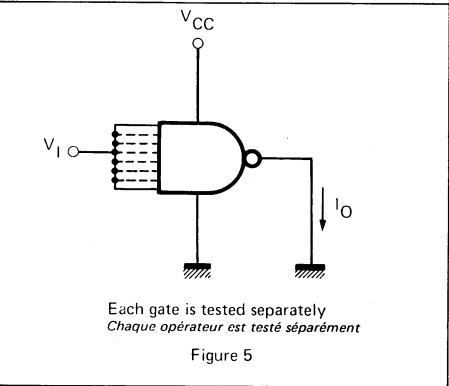 VCC
VI
IO
Each gate is tested separately
Chaque opérateur est testé séparément
Figure 5